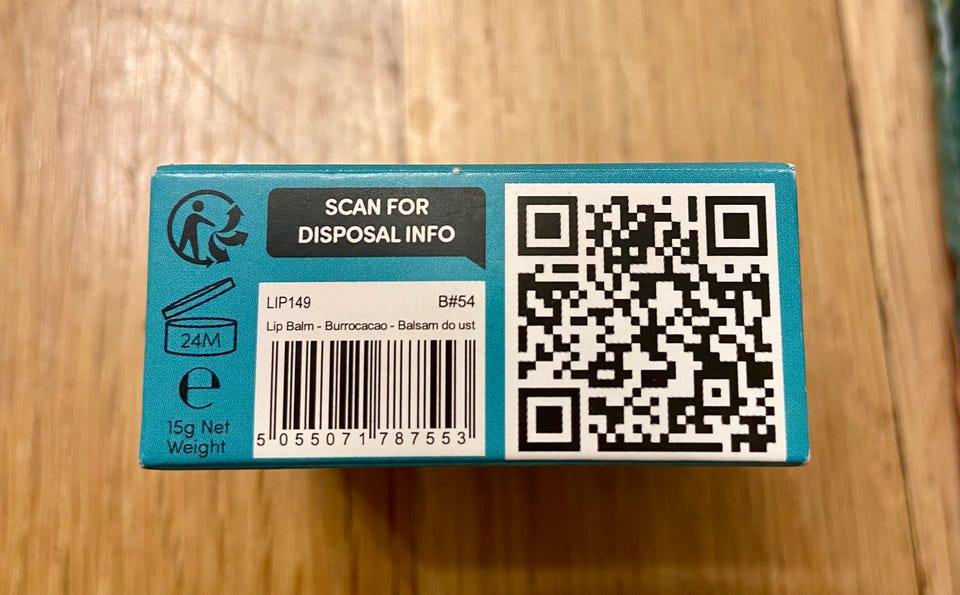 SCAN FOR
DISPOSAL INFO
LIP149 B#54
Lip Balm - Burrocacao - Balsam do ust
5 055071 787553
24M
e
15g Net
Weight